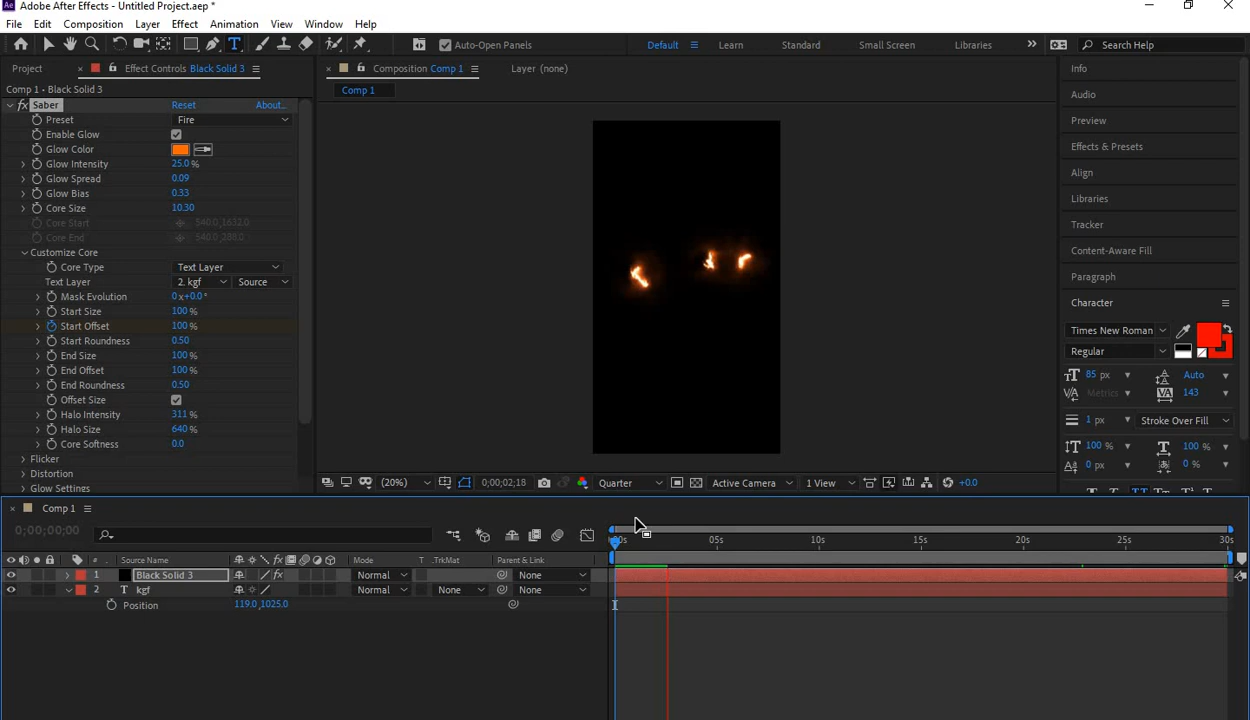 Adobe After Effects - Untitled Project.aep *
File Edit Composition Layer Effect Animation View Window Help
Auto-Open Panels Default Learn Standard Small Screen Libraries Search Help
Project Effect Controls Black Solid 3 Composition Comp 1 Layer (none) Info
Comp 1 • Black Solid 3 Comp 1 Audio
fx Saber Reset About...
Preset Fire Preview
Enable Glow
Glow Color Effects & Presets
Glow Intensity 25.0 %
Glow Spread 0.09 Align
Glow Bias 0.33 Libraries
Core Size 10.30
Core Start 540.0,1632.0 Tracker
Core End 540.0,288.0
Customize Core Content-Aware Fill
Core Type Text Layer Paragraph
Text Layer 2. kgf Source
Mask Evolution 0 x +0.0 ° Character
Start Size 100 %
Start Offset 100 % Times New Roman
Start Roundness 0.50 Regular
End Size 100 %
End Offset 100 % 85 px Auto
End Roundness 0.50 Metrics 143
Offset Size
Halo Intensity 311 % 1 px Stroke Over Fill
Halo Size 640 %
Core Softness 0.0 100 % 100 %
Flicker 0 px 0 %
Distortion
Glow Settings (20%) 0;00;02;18 Quarter Active Camera 1 View +0.0
Comp 1
0;00;00;00 00s 05s 10s 15s 20s 25s 30s
# Source Name Mode T .TrkMat Parent & Link
1 Black Solid 3 Normal None
2 T kgf Normal None None
Position 119.0,1025.0